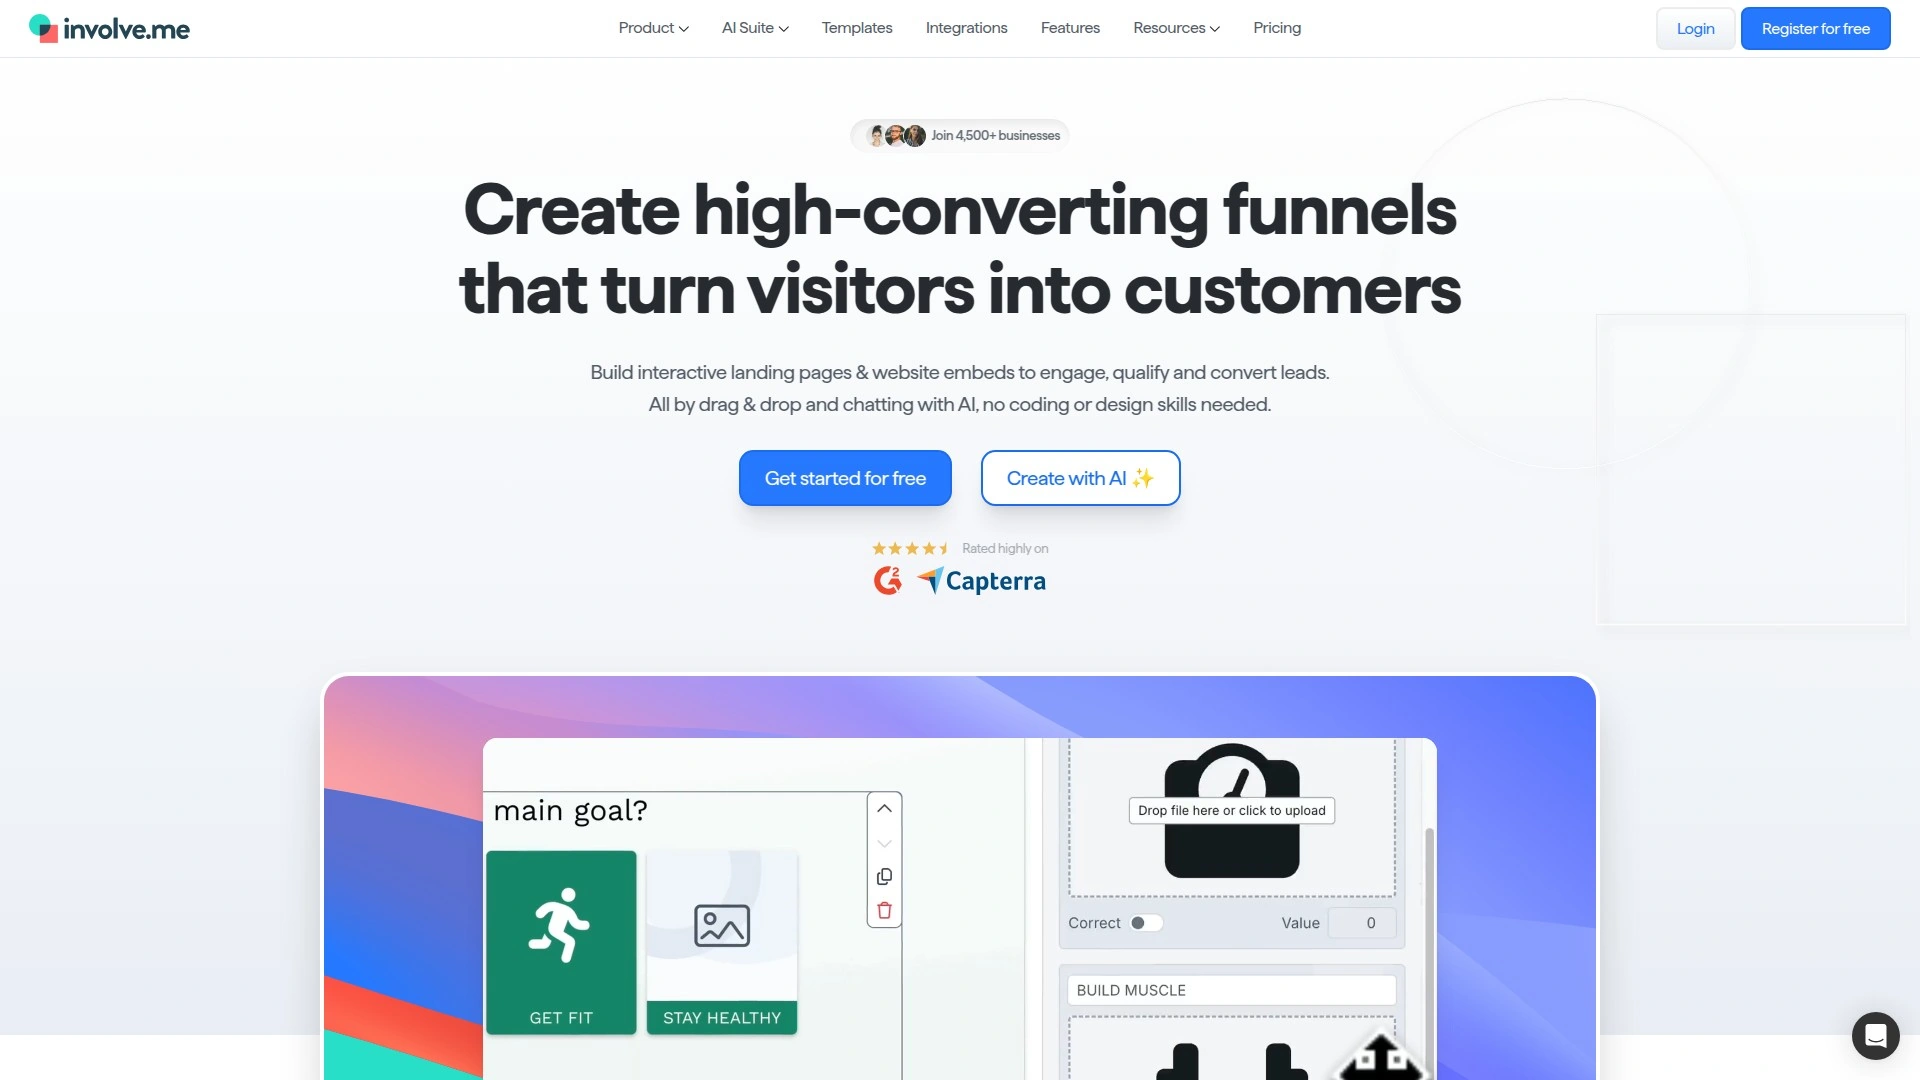 involve.me
Product
AI Suite
Templates
Integrations
Features
Resources
Pricing
Login
Register for free
Join 4,500+ businesses
Create high-converting funnels
that turn visitors into customers
Build interactive landing pages & website embeds to engage, qualify and convert leads.
All by drag & drop and chatting with AI, no coding or design skills needed.
Get started for free
Create with AI ✨
Rated highly on
G2 Capterra
main goal?
GET FIT
STAY HEALTHY
Drop file here or click to upload
Correct
Value
0
BUILD MUSCLE